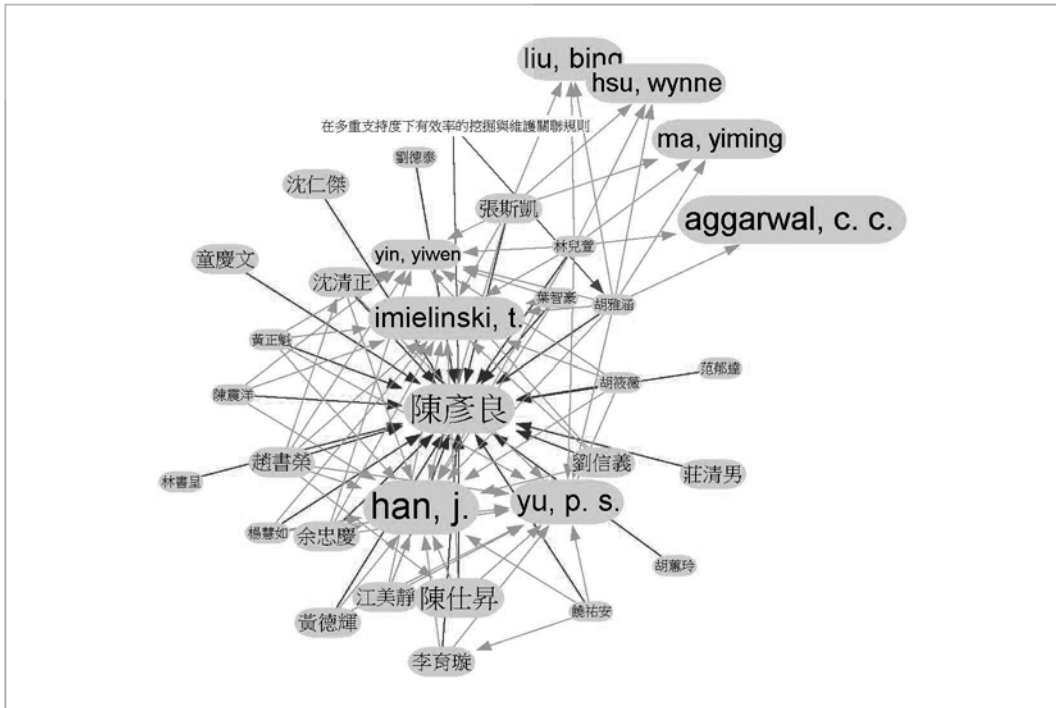 liu, bing
hsu, wynne
在多重支持度下有效率的挖掘與維護關聯規則
ma, yiming
劉德泰
沈仁傑
張斯凱
aggarwal, c. c.
林兒萱
yin, yiwen
童慶文
沈清正
葉智豪
胡雅涵
imielinski, t.
黃正魁
范郁達
胡筱薇
陳震洋
陳彥良
趙書榮
劉信義
莊清男
林書呈
han, j.
yu, p. s.
楊慧如
余忠慶
胡蕙玲
江美靜
陳仕昇
饒祐安
黃德輝
李育璇